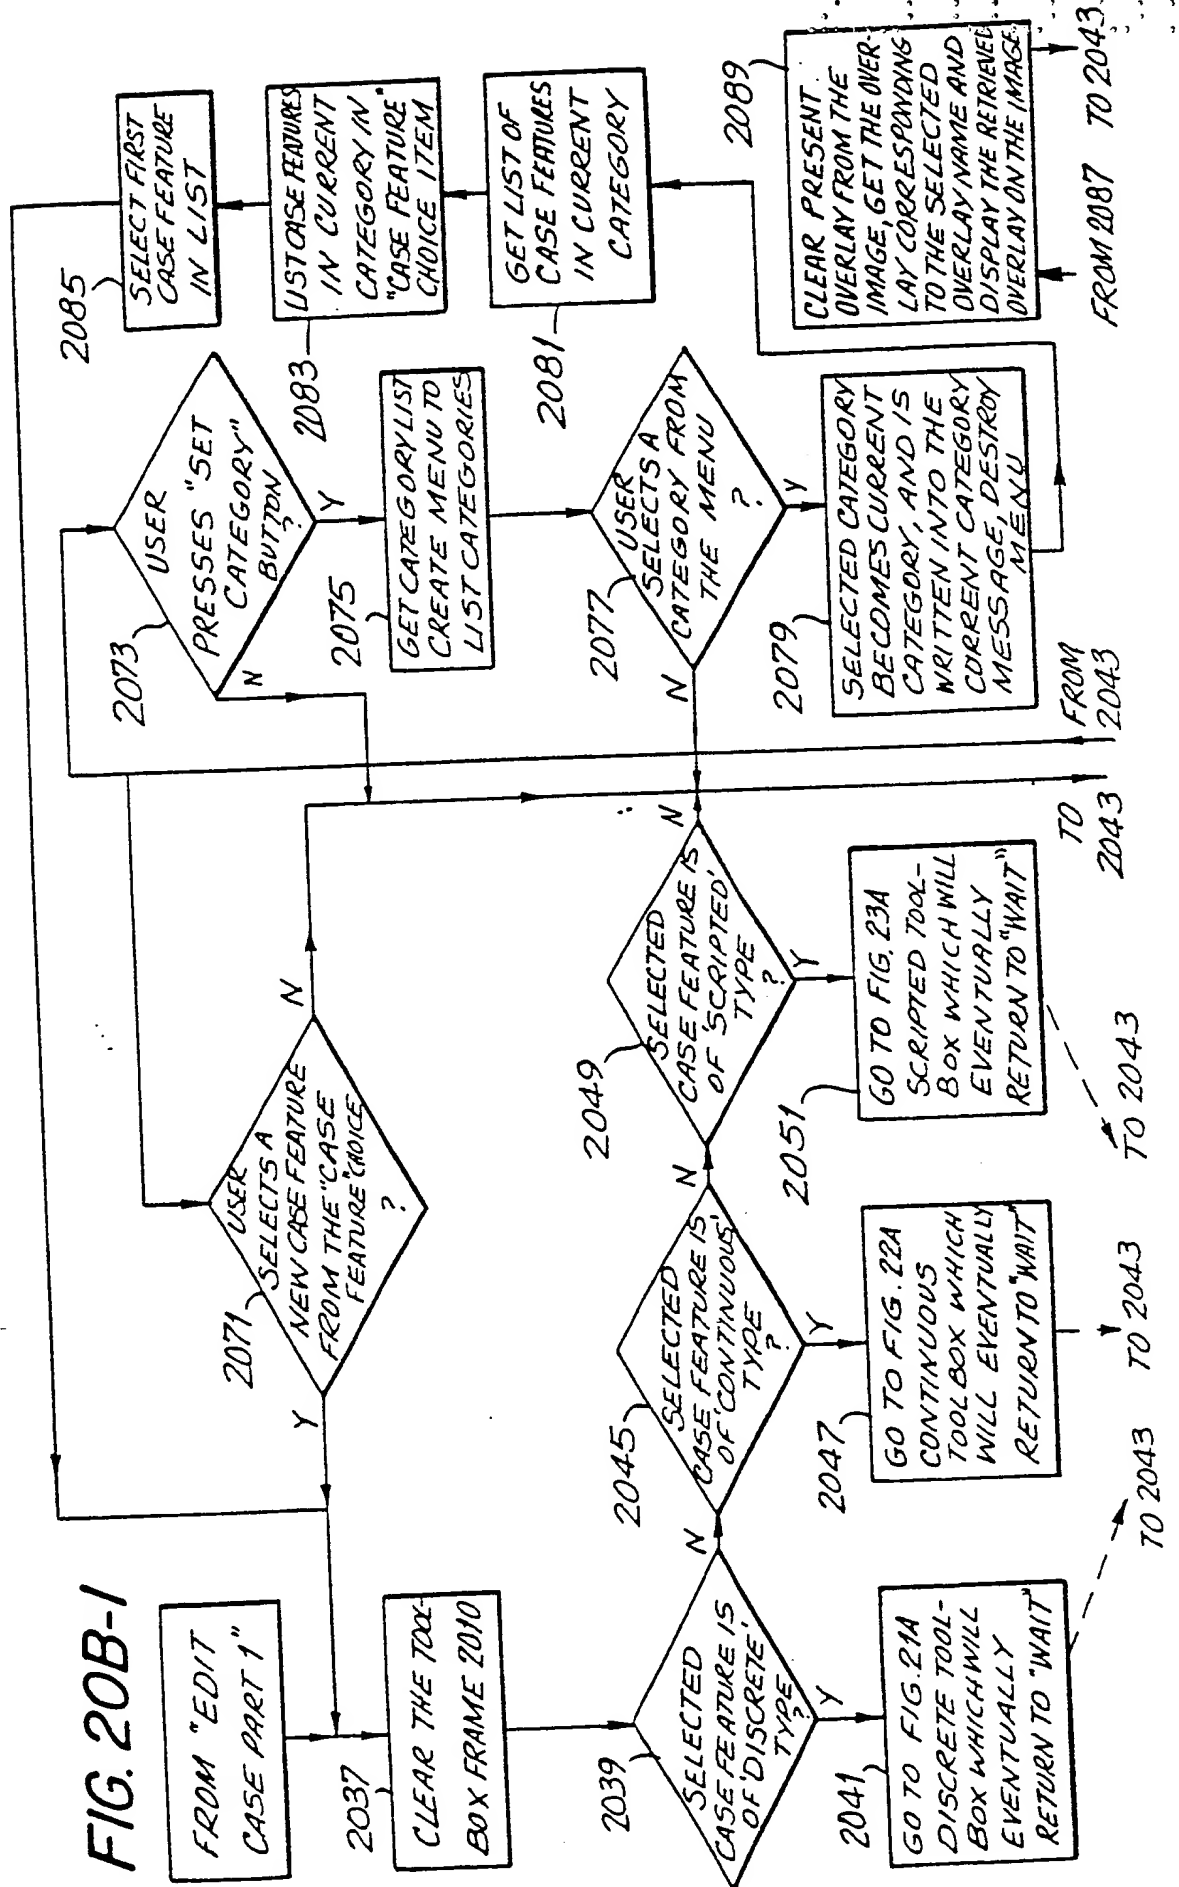 FIG. 20B-1
FROM "EDIT
CASE PART 1"
2037
CLEAR THE TOOL-
BOX FRAME 2010
2039
SELECTED
CASE FEATURE IS
OF 'DISCRETE'
TYPE
?
Y
N
2041
GO TO FIG. 21A
DISCRETE TOOL-
BOX WHICH WILL
EVENTUALLY
RETURN TO "WAIT"
TO 2043
2071
USER
SELECTS A
NEW CASE FEATURE
FROM THE "CASE
FEATURE" CHOICE
?
Y
N
2045
SELECTED
CASE FEATURE IS
OF 'CONTINUOUS'
TYPE
?
Y
N
2047
GO TO FIG. 22A
CONTINUOUS
TOOLBOX WHICH
WILL EVENTUALLY
RETURN TO "WAIT"
TO 2043
2049
SELECTED
CASE FEATURE IS
OF 'SCRIPTED'
TYPE
?
Y
N
2051
GO TO FIG. 23A
SCRIPTED TOOL-
BOX WHICH WILL
EVENTUALLY
RETURN TO "WAIT"
TO 2043
TO
2043
FROM
2043
2073
USER
PRESSES "SET
CATEGORY"
BUTTON
?
N
Y
2075
GET CATEGORY LIST
CREATE MENU TO
LIST CATEGORIES
2077
USER
SELECTS A
CATEGORY FROM
THE MENU
?
N
Y
2079
SELECTED CATEGORY
BECOMES CURRENT
CATEGORY, AND IS
WRITTEN INTO THE
CURRENT CATEGORY
MESSAGE, DESTROY
MENU
2085
SELECT FIRST
CASE FEATURE
IN LIST
2083
LIST CASE FEATURES
IN CURRENT
CATEGORY IN
"CASE FEATURE"
CHOICE ITEM
2081
GET LIST OF
CASE FEATURES
IN CURRENT
CATEGORY
2089
CLEAR PRESENT
OVERLAY FROM THE
IMAGE, GET THE OVER-
LAY CORRESPONDING
TO THE SELECTED
OVERLAY NAME AND
DISPLAY THE RETRIEVED
OVERLAY ON THE IMAGE
FROM 2087
TO 2043